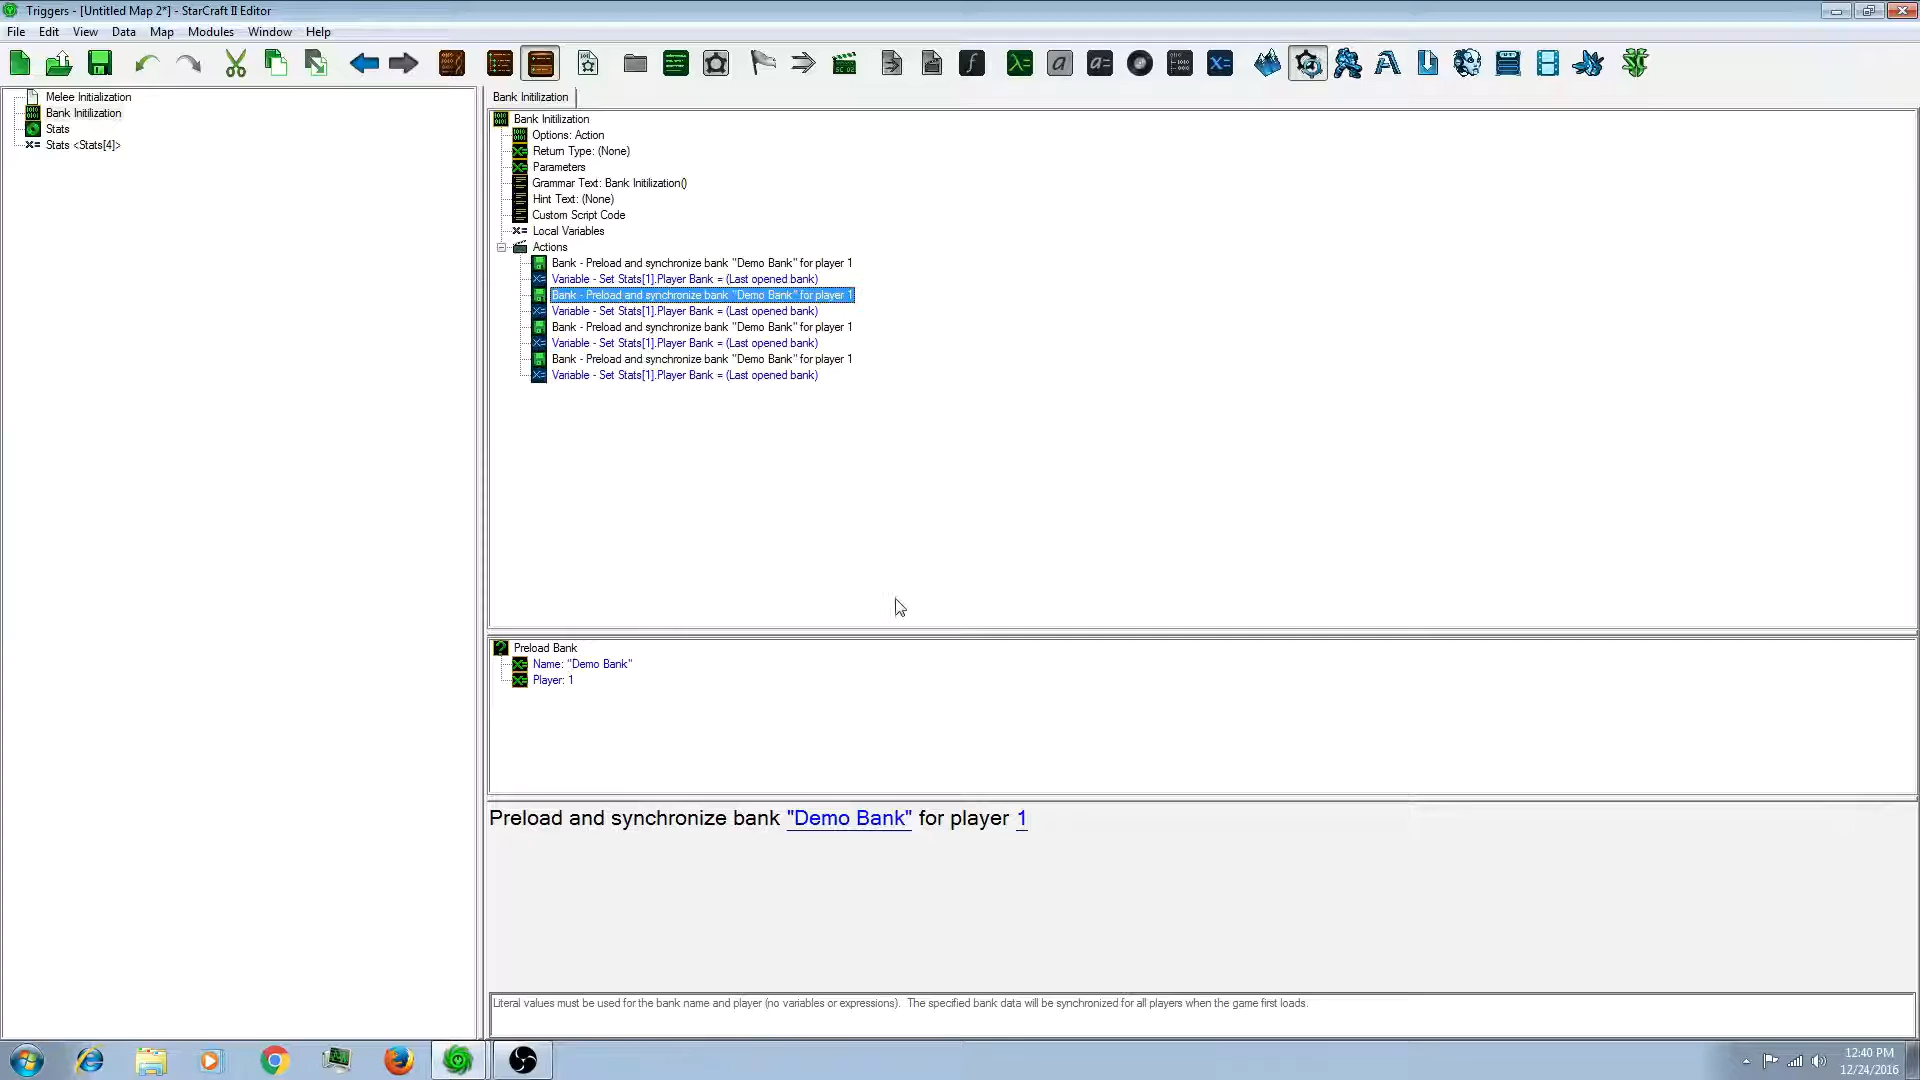 Triggers - [Untitled Map 2*] - StarCraft II Editor
File Edit View Data Map Modules Window Help
Melee Initialization
Bank Initilization
Stats
Stats <Stats[4]>
Bank Initilization
Bank Initilization
Options: Action
Return Type: (None)
Parameters
Grammar Text: Bank Initilization()
Hint Text: (None)
Custom Script Code
Local Variables
Actions
Bank - Preload and synchronize bank "Demo Bank" for player 1
Variable - Set Stats[1].Player Bank = (Last opened bank)
Bank - Preload and synchronize bank "Demo Bank" for player 1
Variable - Set Stats[1].Player Bank = (Last opened bank)
Bank - Preload and synchronize bank "Demo Bank" for player 1
Variable - Set Stats[1].Player Bank = (Last opened bank)
Bank - Preload and synchronize bank "Demo Bank" for player 1
Variable - Set Stats[1].Player Bank = (Last opened bank)
Preload Bank
Name: "Demo Bank"
Player: 1
Preload and synchronize bank "Demo Bank" for player 1
Literal values must be used for the bank name and player (no variables or expressions). The specified bank data will be synchronized for all players when the game first loads.
12:40 PM
12/24/2016